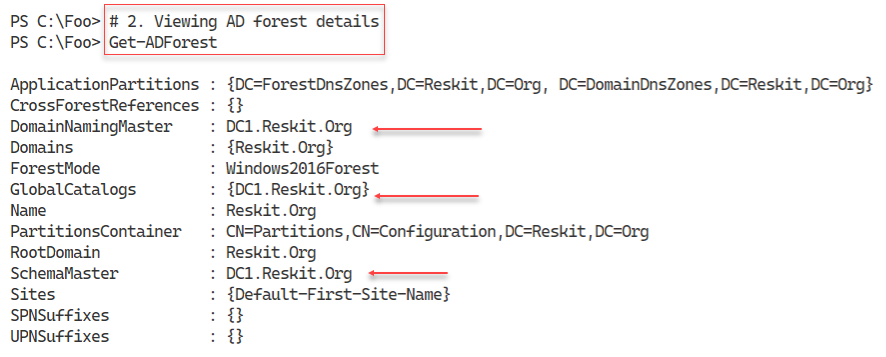 PS C:\Foo> # 2. Viewing AD forest details
PS C:\Foo> Get-ADForest
ApplicationPartitions : {DC=ForestDnsZones,DC=Reskit,DC=Org, DC=DomainDnsZones,DC=Reskit,DC=Org}
CrossForestReferences : {}
DomainNamingMaster : DC1.Reskit.Org
Domains : {Reskit.Org}
ForestMode : Windows2016Forest
GlobalCatalogs : {DC1.Reskit.Org}
Name : Reskit.Org
PartitionsContainer : CN=Partitions,CN=Configuration,DC=Reskit,DC=Org
RootDomain : Reskit.Org
SchemaMaster : DC1.Reskit.Org
Sites : {Default-First-Site-Name}
SPNSuffixes : {}
UPNSuffixes : {}